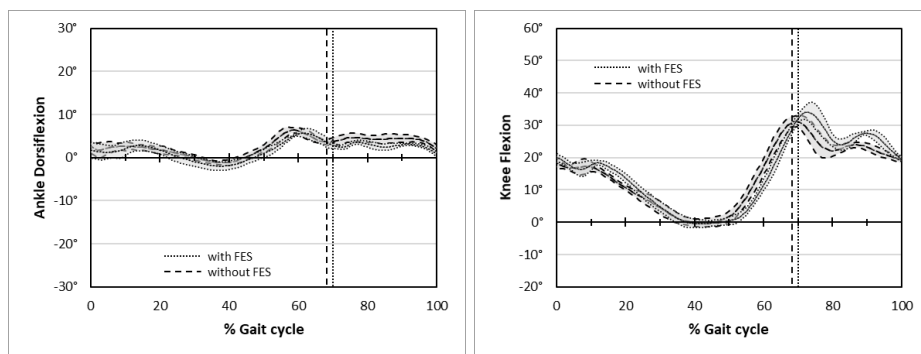 30°
20°
10°
0°
-10°
-20°
-30°
Ankle Dorsiflexion
with FES
without FES
0 20 40 60 80 100
% Gait cycle
60°
50°
40°
30°
20°
10°
0°
-10°
-20°
Knee Flexion
with FES
without FES
0 20 40 60 80 100
% Gait cycle